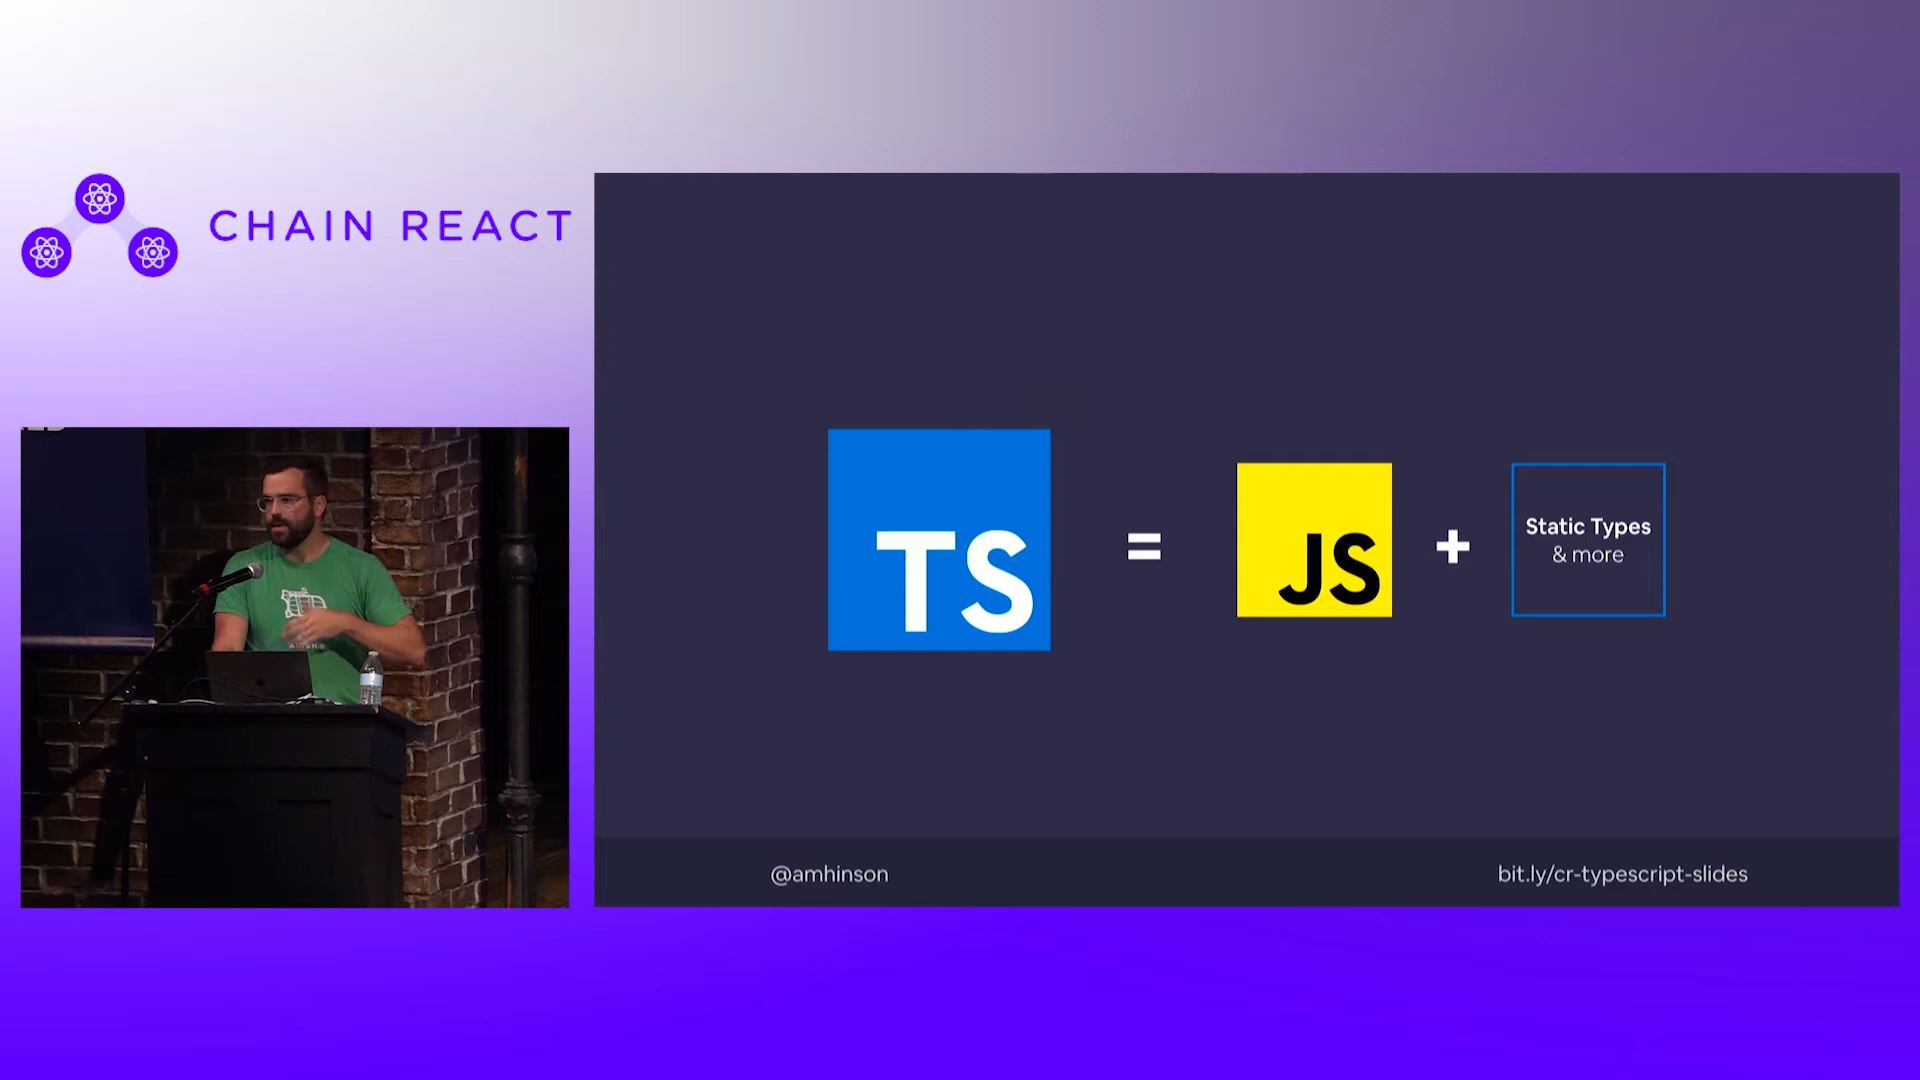 CHAIN REACT
TS = JS + Static Types
& more
@amhinson
bit.ly/cr-typescript-slides